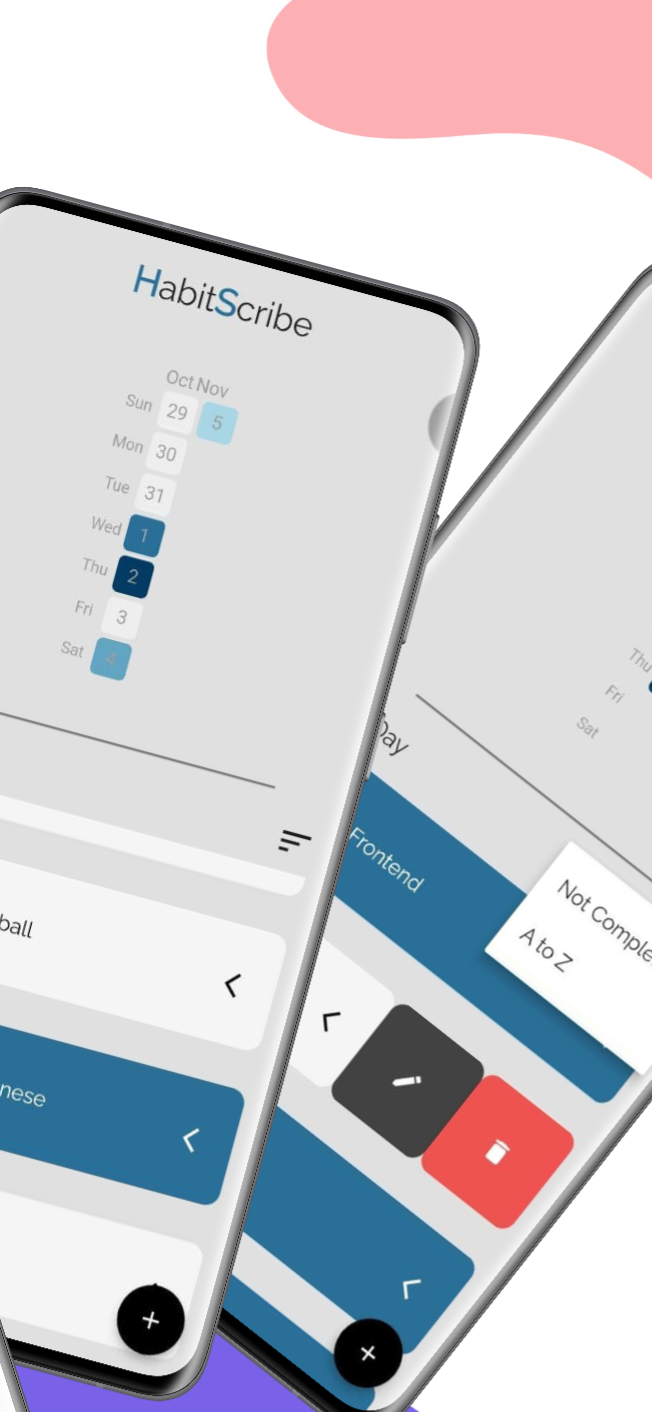 HabitScribe
Oct Nov
Sun 29 5
Mon 30
Tue 31
Wed 1
Thu 2
Fri 3
Sat 4
ball
nese
Thu
Fri
Sat
Frontend
Not Comple
A to Z